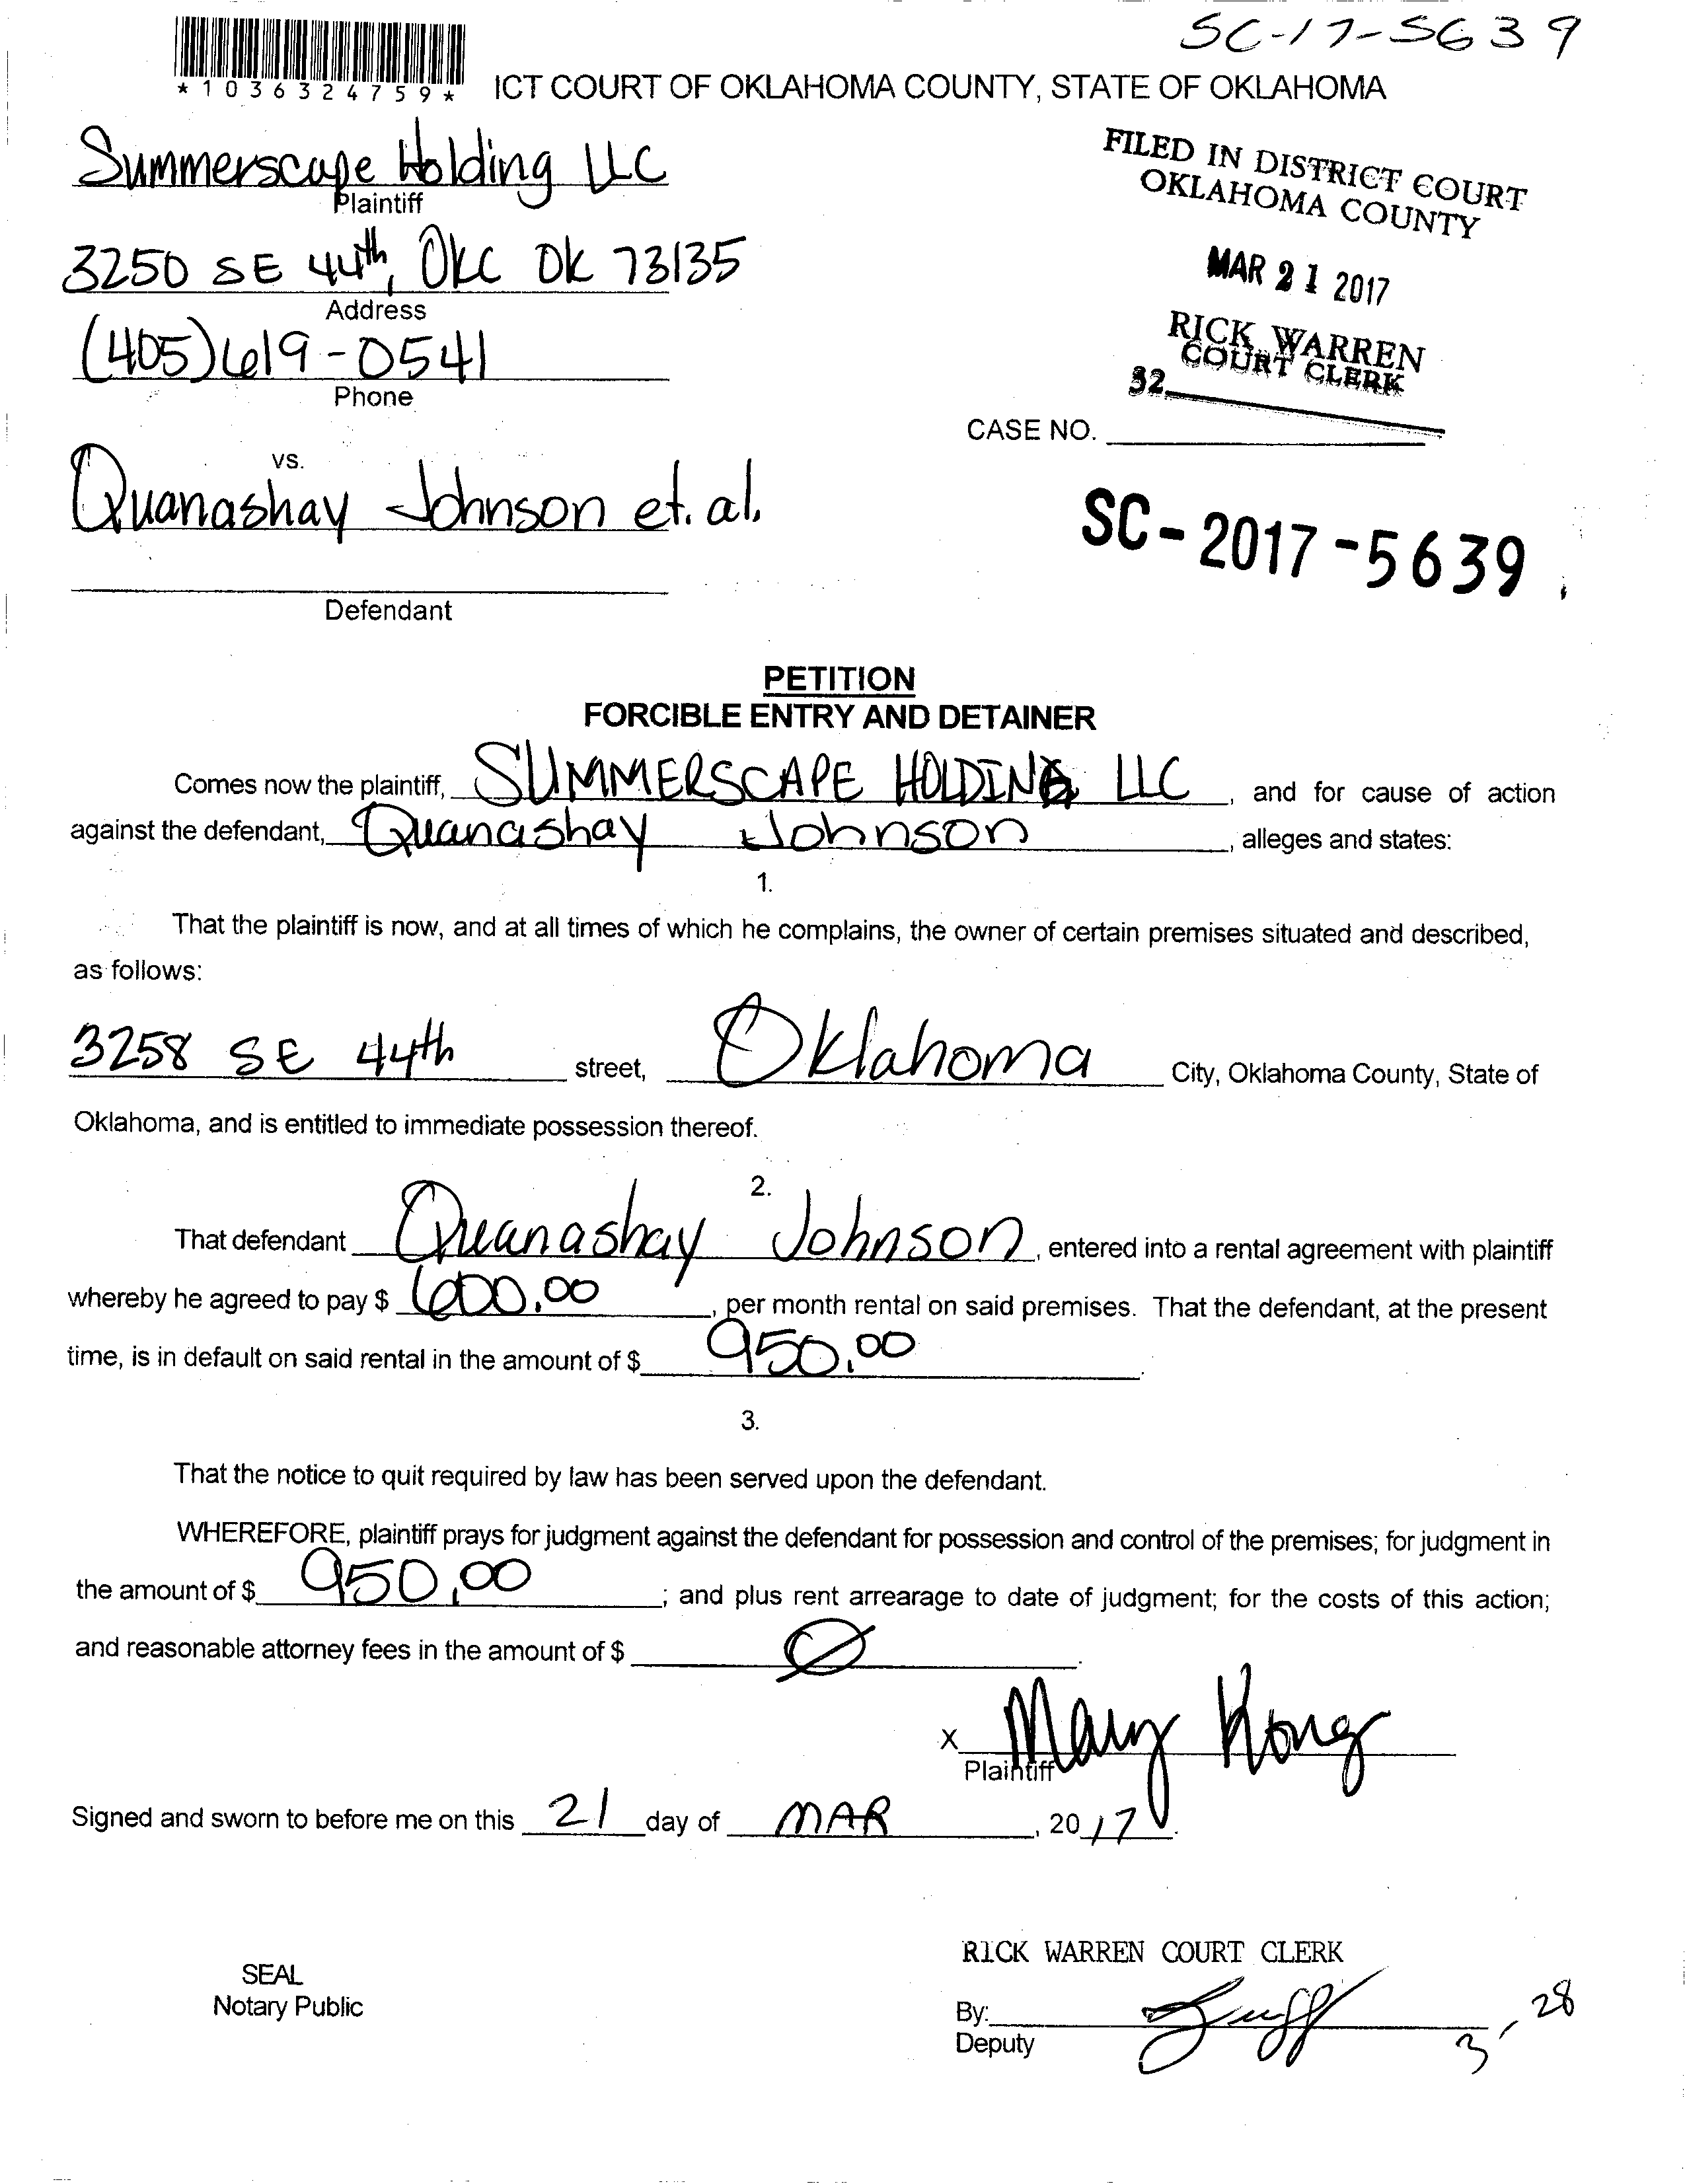 SC-17-5639
*1036324759*
ICT COURT OF OKLAHOMA COUNTY, STATE OF OKLAHOMA
Summerscape Holding LLC
Plaintiff
FILED IN DISTRICT COURT
OKLAHOMA COUNTY
3250 SE 44th, OKC OK 73135
Address
MAR 21 2017
(405)619-0541
Phone
RICK WARREN
COURT CLERK
32
CASE NO.
vs.
Quanashay Johnson et. al.
SC-2017-5639
Defendant
PETITION
FORCIBLE ENTRY AND DETAINER
Comes now the plaintiff, SUMMERSCAPE HOLDING LLC, and for cause of action
against the defendant, Quanashay Johnson, alleges and states:
1.
That the plaintiff is now, and at all times of which he complains, the owner of certain premises situated and described,
as follows:
3258 SE 44th street, Oklahoma City, Oklahoma County, State of
Oklahoma, and is entitled to immediate possession thereof.
2.
That defendant Quanashay Johnson, entered into a rental agreement with plaintiff
whereby he agreed to pay $ 600.00, per month rental on said premises. That the defendant, at the present
time, is in default on said rental in the amount of $ 950.00.
3.
That the notice to quit required by law has been served upon the defendant.
WHEREFORE, plaintiff prays for judgment against the defendant for possession and control of the premises; for judgment in
the amount of $ 950.00; and plus rent arrearage to date of judgment; for the costs of this action;
and reasonable attorney fees in the amount of $ Ø.
X Mary Kong
Plaintiff
Signed and sworn to before me on this 21 day of MAR, 2017.
RICK WARREN COURT CLERK
SEAL
Notary Public
By:
Deputy
3, 28